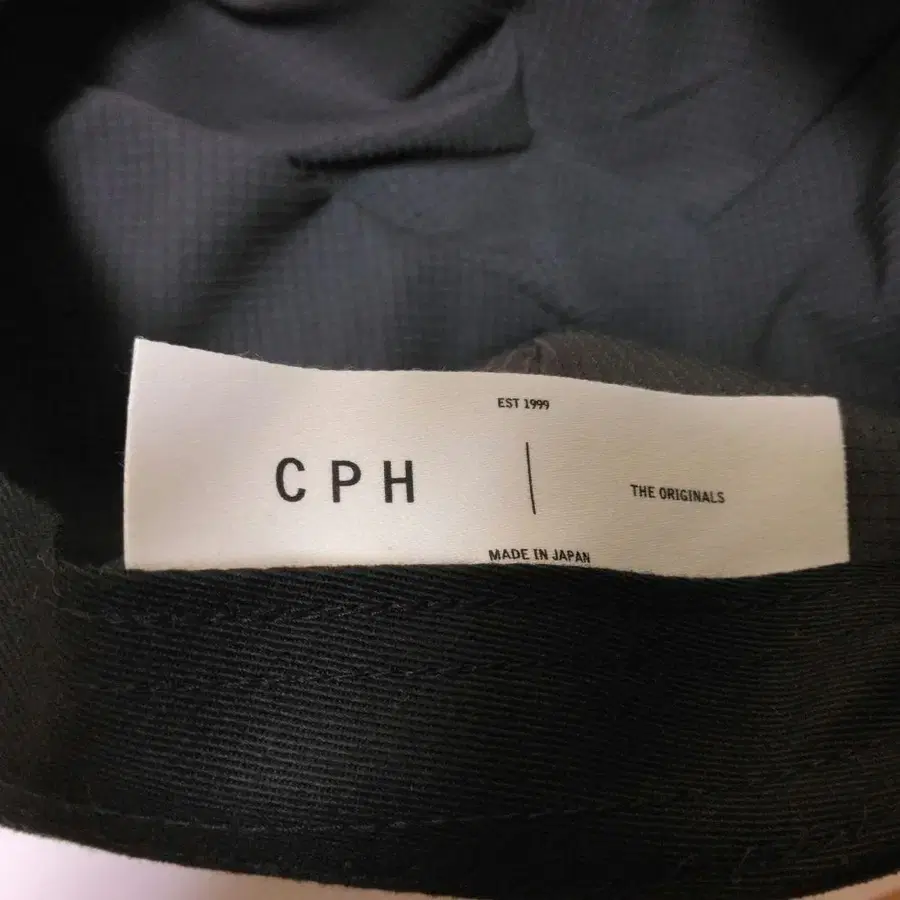 EST 1999
CPH
THE ORIGINALS
MADE IN JAPAN